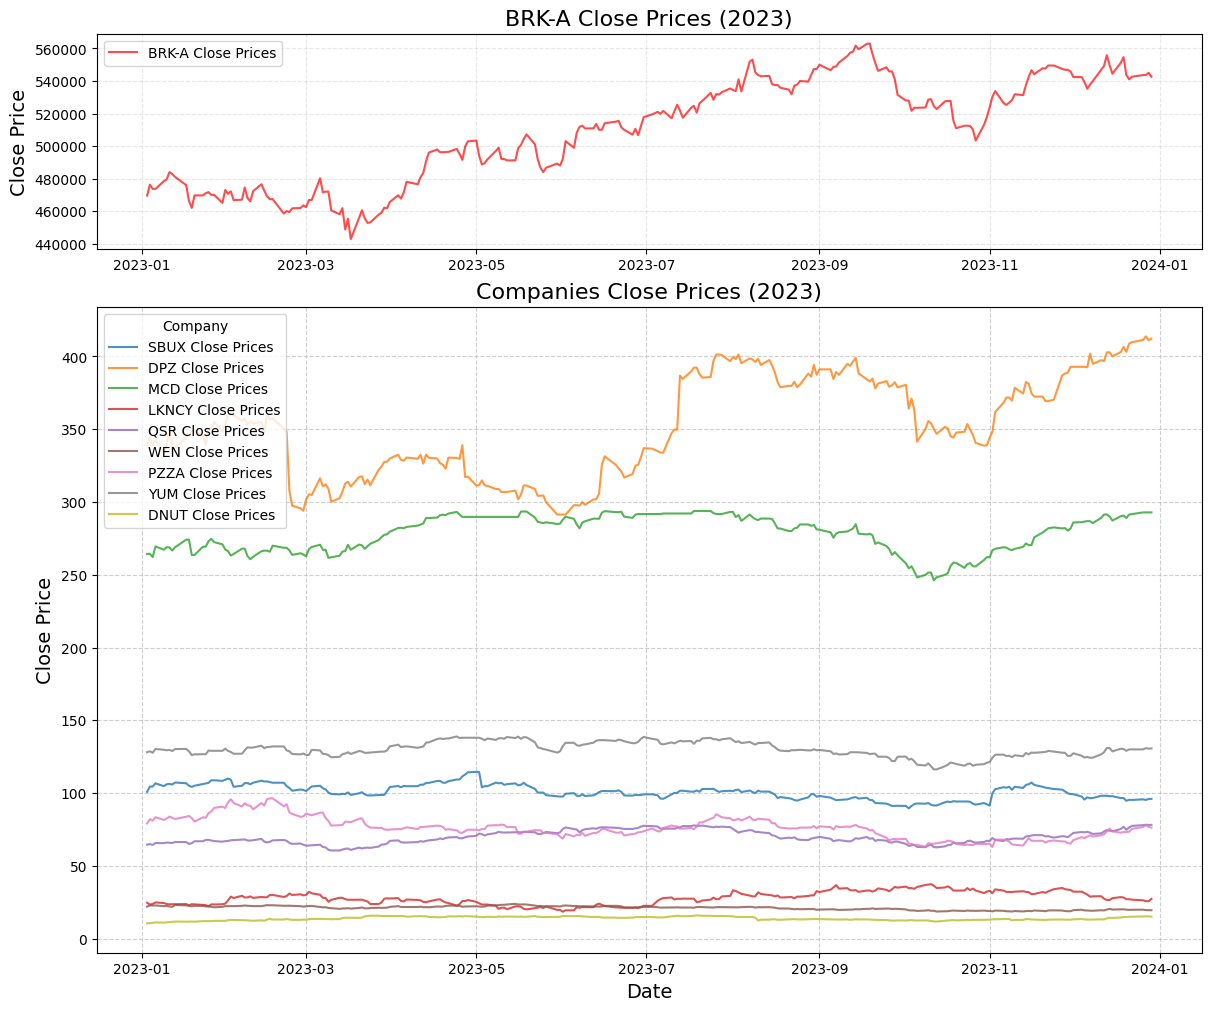 BRK-A Close Prices (2023)
Close Price
560000
540000
520000
500000
480000
460000
440000
BRK-A Close Prices
2023-01 2023-03 2023-05 2023-07 2023-09 2023-11 2024-01
Companies Close Prices (2023)
Close Price
400
350
300
250
200
150
100
50
0
Company
SBUX Close Prices
DPZ Close Prices
MCD Close Prices
LKNCY Close Prices
QSR Close Prices
WEN Close Prices
PZZA Close Prices
YUM Close Prices
DNUT Close Prices
2023-01 2023-03 2023-05 2023-07 2023-09 2023-11 2024-01
Date